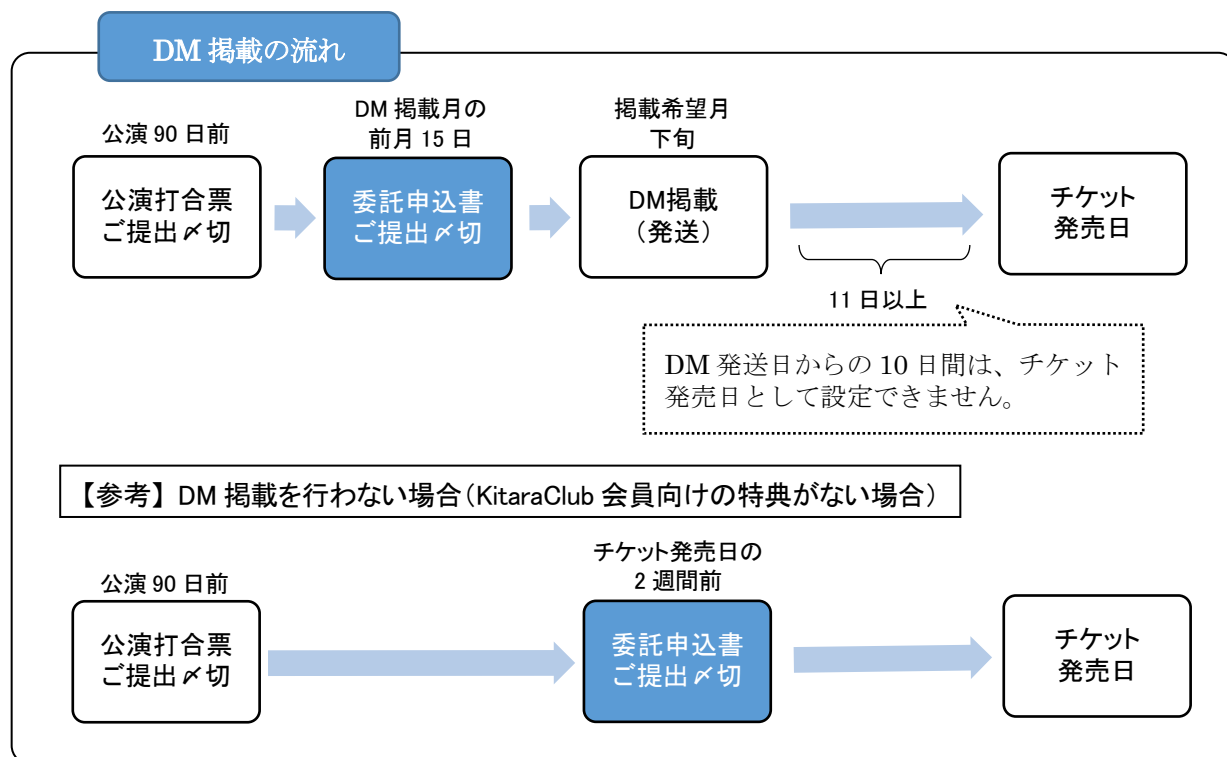 DM 掲載の流れ
公演 90 日前
公演打合票
ご提出〆切
DM 掲載月の
前月 15 日
委託申込書
ご提出〆切
掲載希望月
下旬
DM掲載
（発送）
チケット
発売日
11 日以上
DM 発送日からの 10 日間は、チケット
発売日として設定できません。
【参考】 DM 掲載を行わない場合（KitaraClub 会員向けの特典がない場合）
公演 90 日前
公演打合票
ご提出〆切
チケット発売日の
2 週間前
委託申込書
ご提出〆切
チケット
発売日